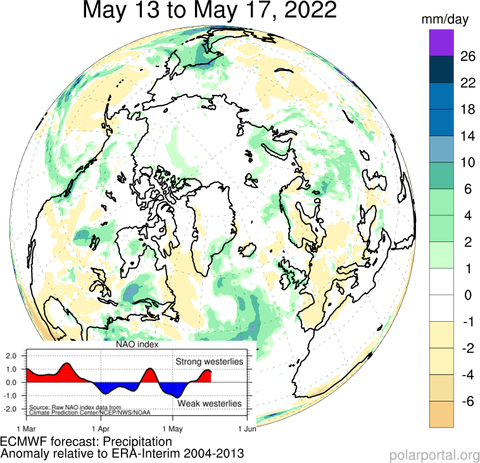 May 13 to May 17, 2022
mm/day
26
22
18
14
10
6
4
2
1
0
-1
-2
-4
-6
NAO index
2.0
1.0
0.0
-1.0
-2.0
Strong westerlies
Weak westerlies
Source: Raw NAO index data from
Climate Prediction Center/NCEP/NWS/NOAA
1 Mar 1 Apr 1 May 1 Jun
ECMWF forecast: Precipitation
Anomaly relative to ERA-Interim 2004-2013
polarportal.org